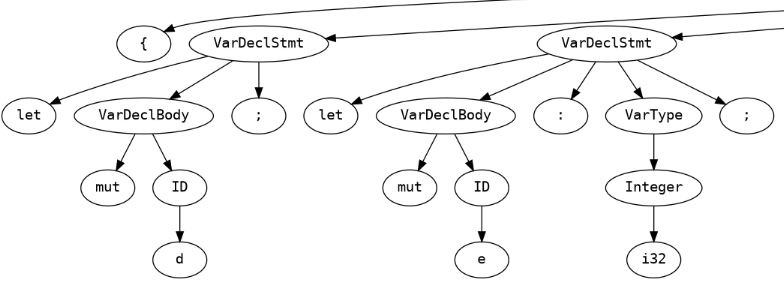 { VarDeclStmt VarDeclStmt
let VarDeclBody ; let VarDeclBody : VarType ;
mut ID mut ID Integer
d e i32